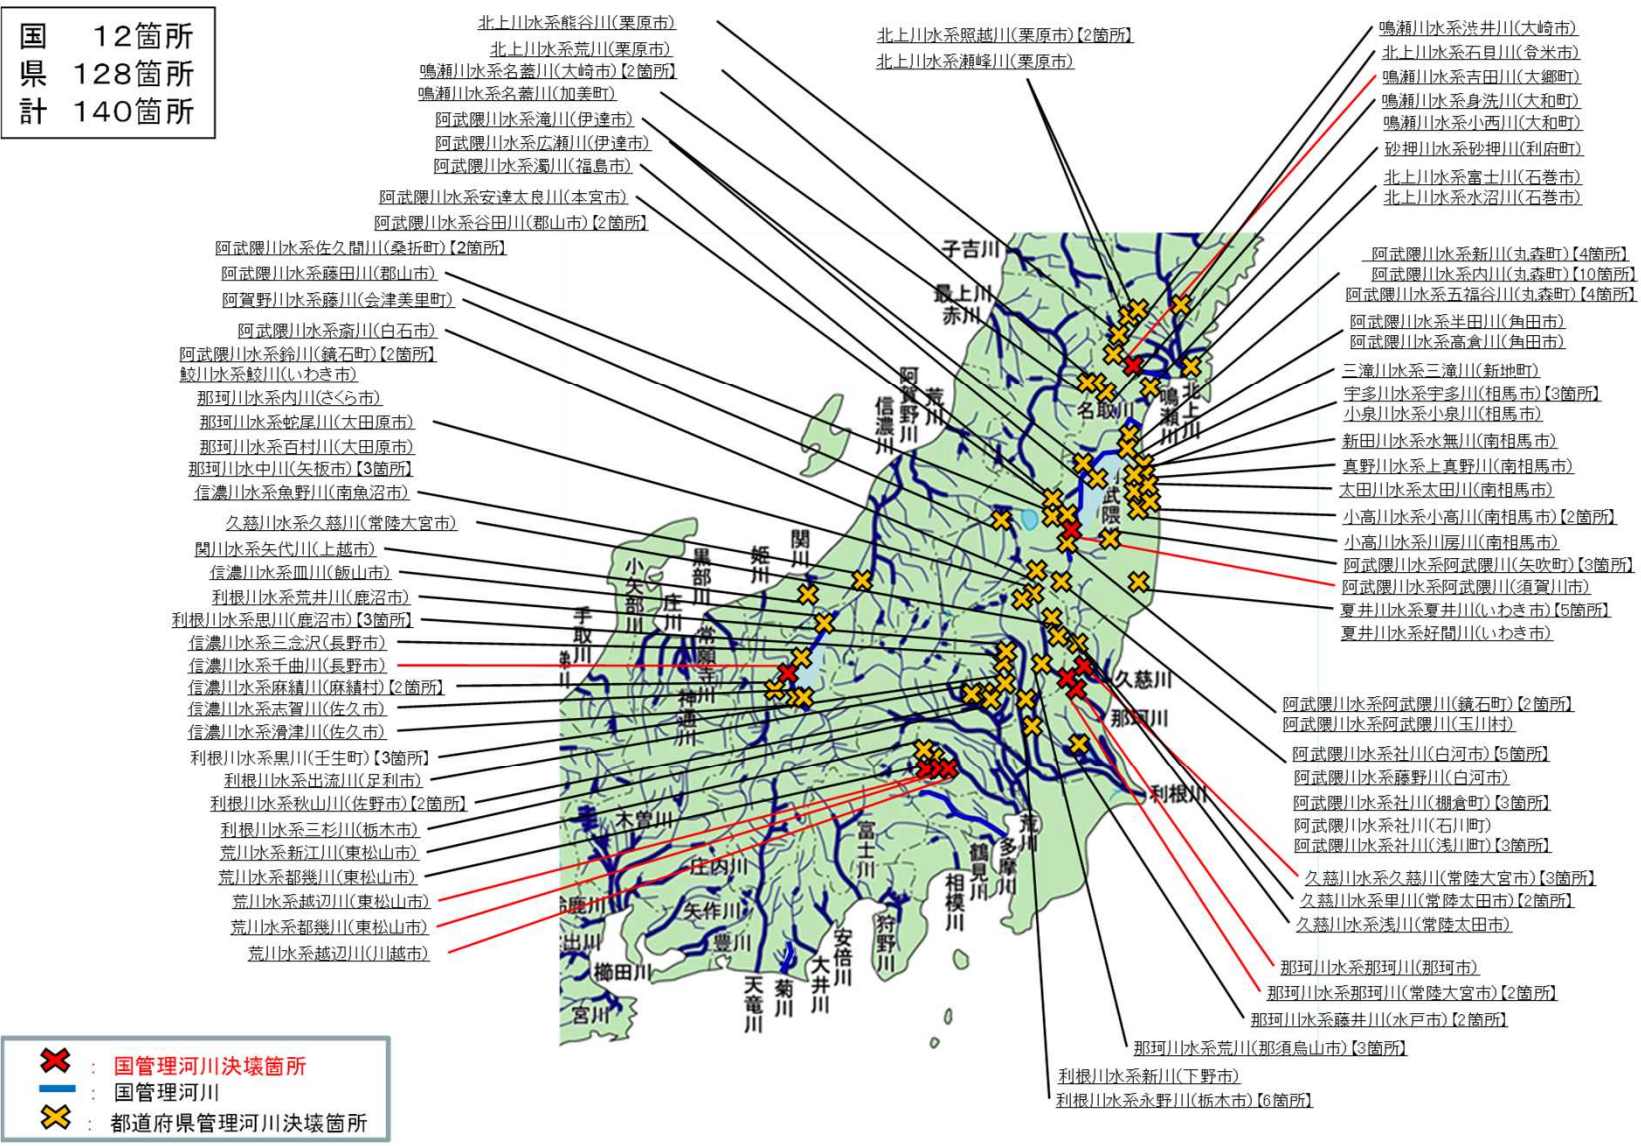 国 12箇所
県 128箇所
計 140箇所
北上川水系熊谷川(栗原市)
北上川水系荒川(栗原市)
鳴瀬川水系名蓋川(大崎市)【2箇所】
鳴瀬川水系名蓋川(加美町)
阿武隈川水系滝川(伊達市)
阿武隈川水系広瀬川(伊達市)
阿武隈川水系濁川(福島市)
阿武隈川水系安達太良川(本宮市)
阿武隈川水系谷田川(郡山市)【2箇所】
阿武隈川水系佐久間川(桑折町)【2箇所】
阿武隈川水系藤田川(郡山市)
阿賀野川水系藤川(会津美里町)
阿武隈川水系斎川(白石市)
阿武隈川水系鈴川(鏡石町)【2箇所】
鮫川水系鮫川(いわき市)
那珂川水系内川(さくら市)
那珂川水系蛇尾川(大田原市)
那珂川水系百村川(大田原市)
那珂川水中川(矢板市)【3箇所】
信濃川水系魚野川(南魚沼市)
久慈川水系久慈川(常陸大宮市)
関川水系矢代川(上越市)
信濃川水系皿川(飯山市)
利根川水系荒井川(鹿沼市)
利根川水系思川(鹿沼市)【3箇所】
信濃川水系三念沢(長野市)
信濃川水系千曲川(長野市)
信濃川水系麻績川(麻績村)【2箇所】
信濃川水系志賀川(佐久市)
信濃川水系滑津川(佐久市)
利根川水系黒川(壬生町)【3箇所】
利根川水系出流川(足利市)
利根川水系秋山川(佐野市)【2箇所】
利根川水系三杉川(栃木市)
荒川水系新江川(東松山市)
荒川水系都幾川(東松山市)
荒川水系越辺川(東松山市)
荒川水系都幾川(東松山市)
荒川水系越辺川(川越市)
北上川水系照越川(栗原市)【2箇所】
北上川水系瀬峰川(栗原市)
鳴瀬川水系渋井川(大崎市)
北上川水系石貝川(登米市)
鳴瀬川水系吉田川(大郷町)
鳴瀬川水系身洗川(大和町)
鳴瀬川水系小西川(大和町)
砂押川水系砂押川(利府町)
北上川水系富士川(石巻市)
北上川水系水沼川(石巻市)
阿武隈川水系新川(丸森町)【4箇所】
阿武隈川水系内川(丸森町)【10箇所】
阿武隈川水系五福谷川(丸森町)【4箇所】
阿武隈川水系半田川(角田市)
阿武隈川水系高倉川(角田市)
三滝川水系三滝川(新地町)
宇多川水系宇多川(相馬市)【3箇所】
小泉川水系小泉川(相馬市)
新田川水系水無川(南相馬市)
真野川水系上真野川(南相馬市)
太田川水系太田川(南相馬市)
小高川水系小高川(南相馬市)【2箇所】
小高川水系川房川(南相馬市)
阿武隈川水系阿武隈川(矢吹町)【3箇所】
阿武隈川水系阿武隈川(須賀川市)
夏井川水系夏井川(いわき市)【5箇所】
夏井川水系好間川(いわき市)
阿武隈川水系阿武隈川(鏡石町)【2箇所】
阿武隈川水系阿武隈川(玉川村)
阿武隈川水系社川(白河市)【5箇所】
阿武隈川水系藤野川(白河市)
阿武隈川水系社川(棚倉町)【3箇所】
阿武隈川水系社川(石川町)
阿武隈川水系社川(浅川町)【3箇所】
久慈川水系久慈川(常陸大宮市)【3箇所】
久慈川水系里川(常陸太田市)【2箇所】
久慈川水系浅川(常陸太田市)
那珂川水系那珂川(那珂市)
那珂川水系那珂川(常陸大宮市)【2箇所】
那珂川水系藤井川(水戸市)【2箇所】
那珂川水系荒川(那須烏山市)【3箇所】
利根川水系新川(下野市)
利根川水系永野川(栃木市)【6箇所】
子吉川
最上川
赤川
荒川
阿賀野川
信濃川
名取川
鳴瀬川
北上川
武隈
関川
姫川
黒部川
小矢部川
庄川
常願寺川
神通川
手取川
久慈川
那珂川
利根川
荒川
多摩川
鶴見川
相模川
富士川
狩野川
安倍川
大井川
菊川
天竜川
木曽川
庄内川
矢作川
豊川
鈴鹿川
出川
櫛田川
宮川
: 国管理河川決壊箇所
: 国管理河川
: 都道府県管理河川決壊箇所